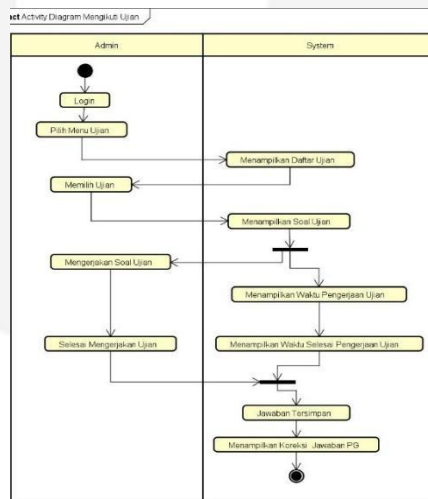 act Activity Diagram Mengikuti Ujian
Admin
System
Login
Pilih Menu Ujian
Menampilkan Daftar Ujian
Memilih Ujian
Menampilkan Soal Ujian
Mengerjakan Soal Ujian
Menampilkan Waktu Pengerjaan Ujian
Selesai Mengerjakan Ujian
Menampilkan Waktu Selesai Pengerjaan Ujian
Jawaban Tersimpan
Menampilkan Koreksi Jawaban PG